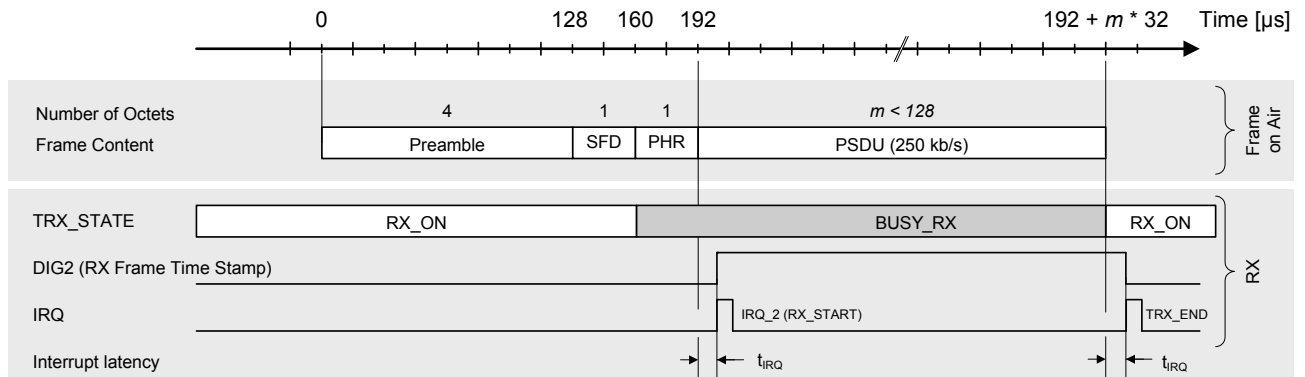 0 128 160 192 192 + m * 32 Time [µs]
Number of Octets 4 1 1 m < 128
Frame Content Preamble SFD PHR PSDU (250 kb/s)
Frame
on Air
TRX_STATE RX_ON BUSY_RX RX_ON
DIG2 (RX Frame Time Stamp)
IRQ IRQ_2 (RX_START) TRX_END
Interrupt latency tIRQ tIRQ
RX